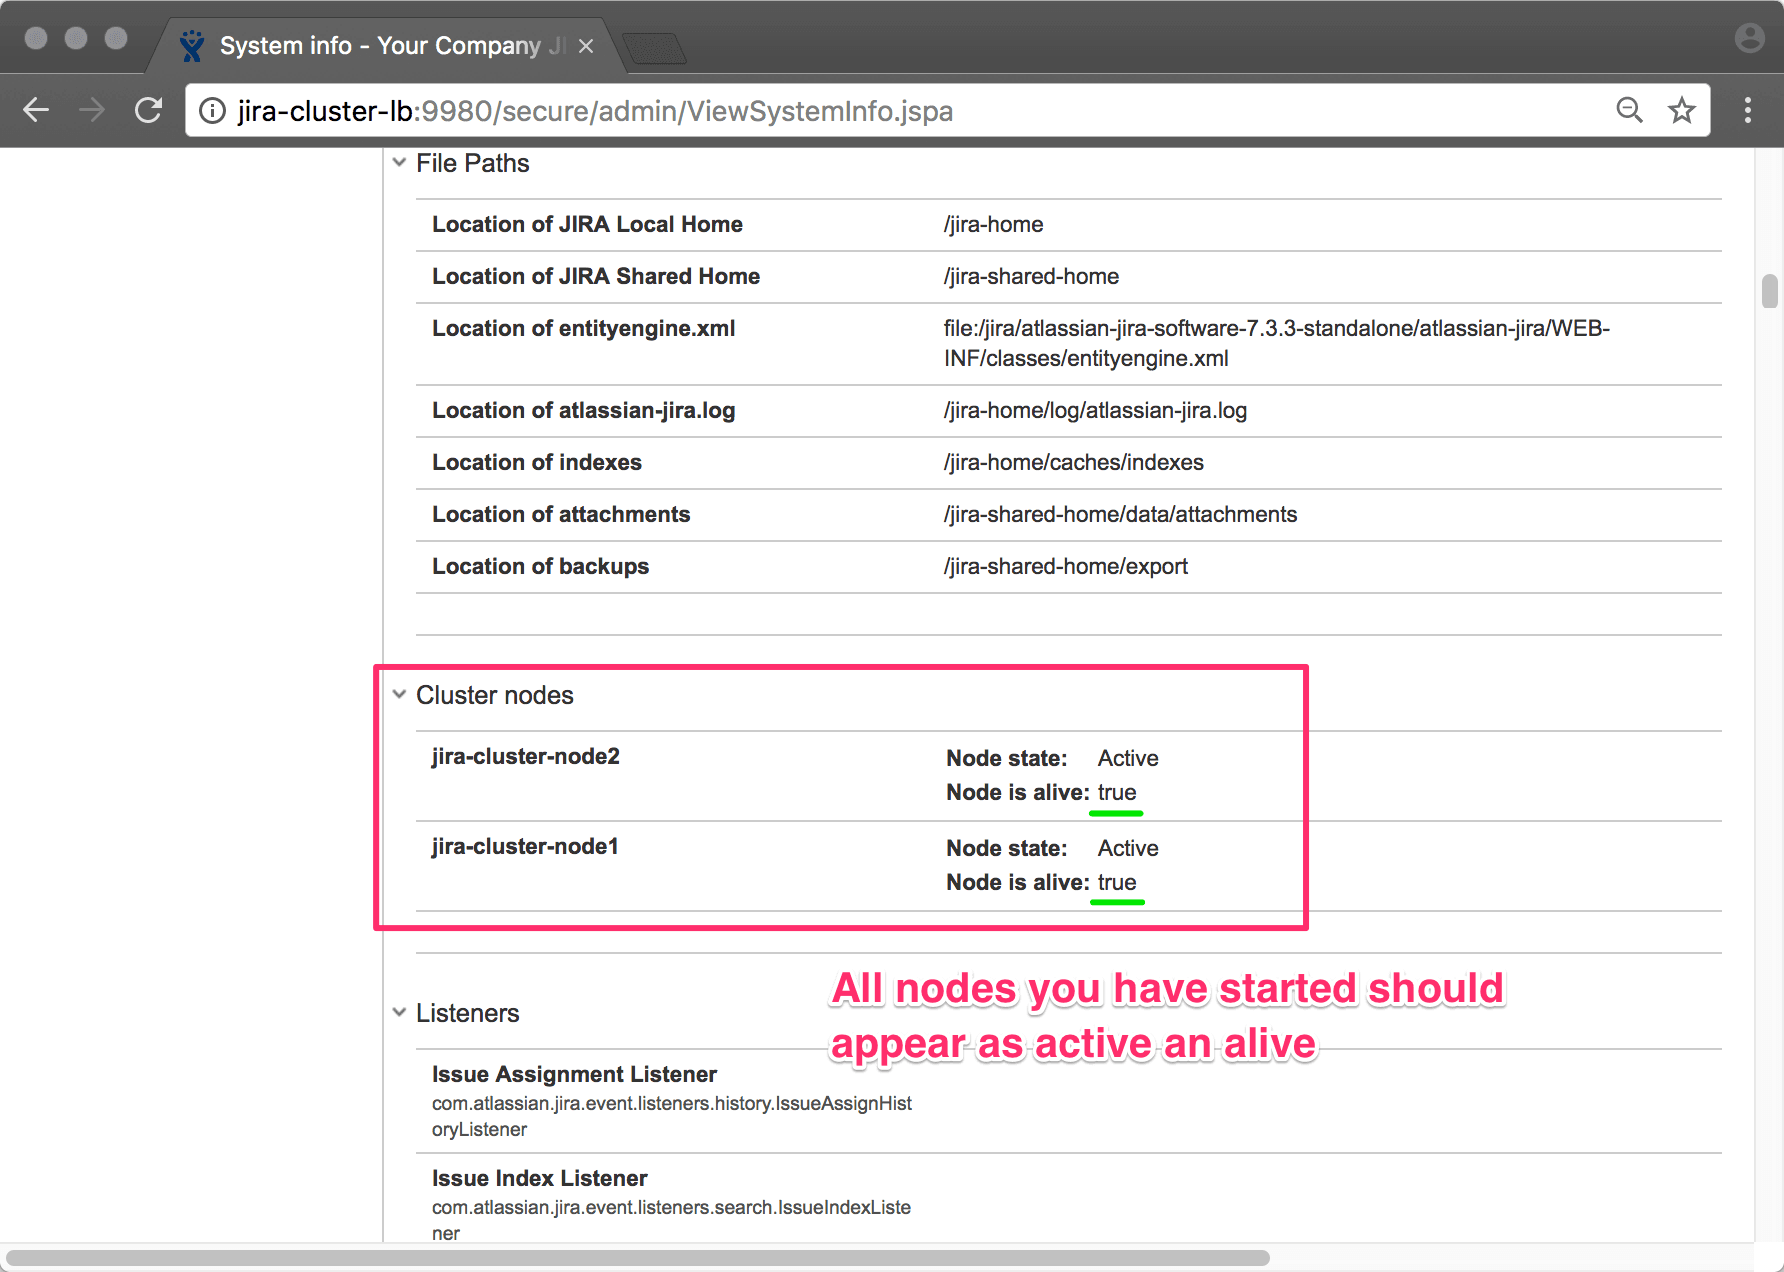 System info - Your Company JI
jira-cluster-lb:9980/secure/admin/ViewSystemInfo.jspa
File Paths
Location of JIRA Local Home /jira-home
Location of JIRA Shared Home /jira-shared-home
Location of entityengine.xml file:/jira/atlassian-jira-software-7.3.3-standalone/atlassian-jira/WEB-
INF/classes/entityengine.xml
Location of atlassian-jira.log /jira-home/log/atlassian-jira.log
Location of indexes /jira-home/caches/indexes
Location of attachments /jira-shared-home/data/attachments
Location of backups /jira-shared-home/export
Cluster nodes
jira-cluster-node2 Node state: Active
Node is alive: true
jira-cluster-node1 Node state: Active
Node is alive: true
All nodes you have started should
appear as active an alive
Listeners
Issue Assignment Listener
com.atlassian.jira.event.listeners.history.IssueAssignHist
oryListener
Issue Index Listener
com.atlassian.jira.event.listeners.search.IssueIndexListe
ner